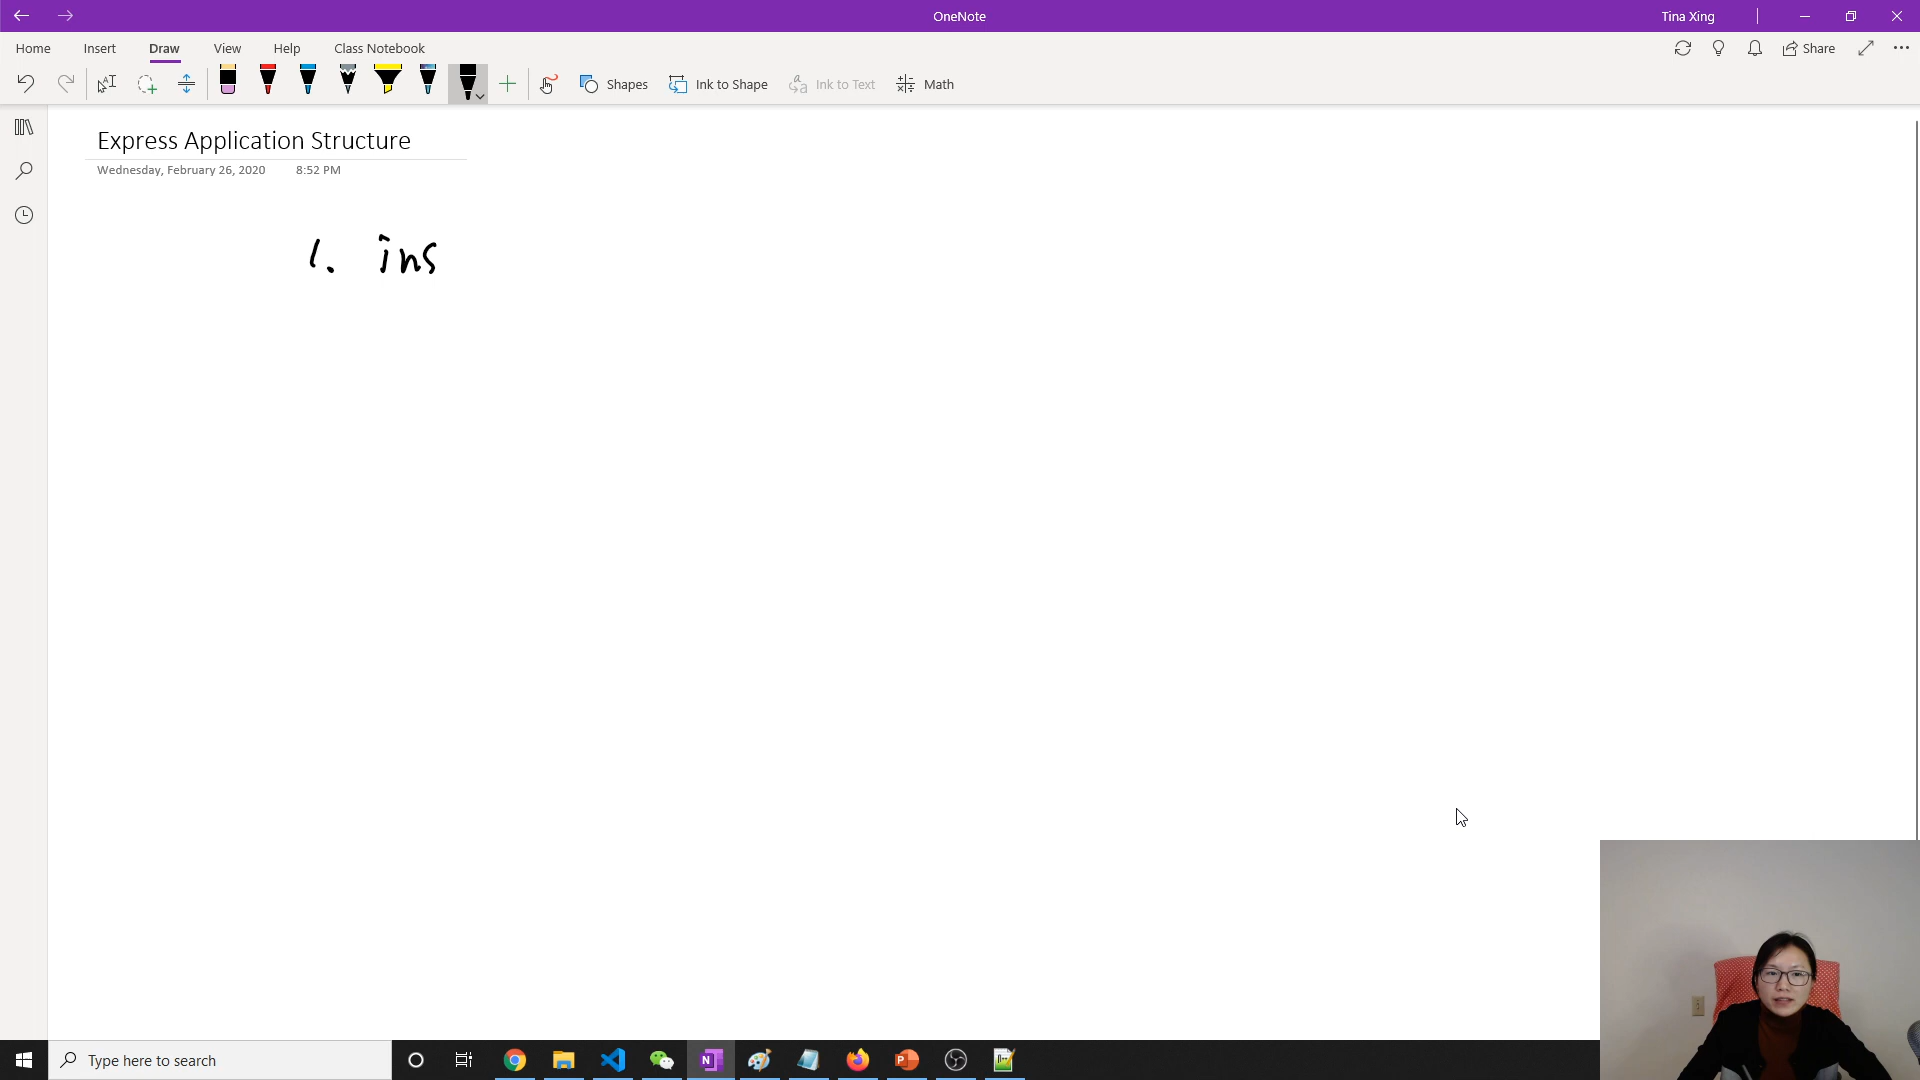 OneNote
Tina Xing
Home Insert Draw View Help Class Notebook
Share
Shapes Ink to Shape Ink to Text Math
Express Application Structure
Wednesday, February 26, 2020 8:52 PM
1. ins
Type here to search